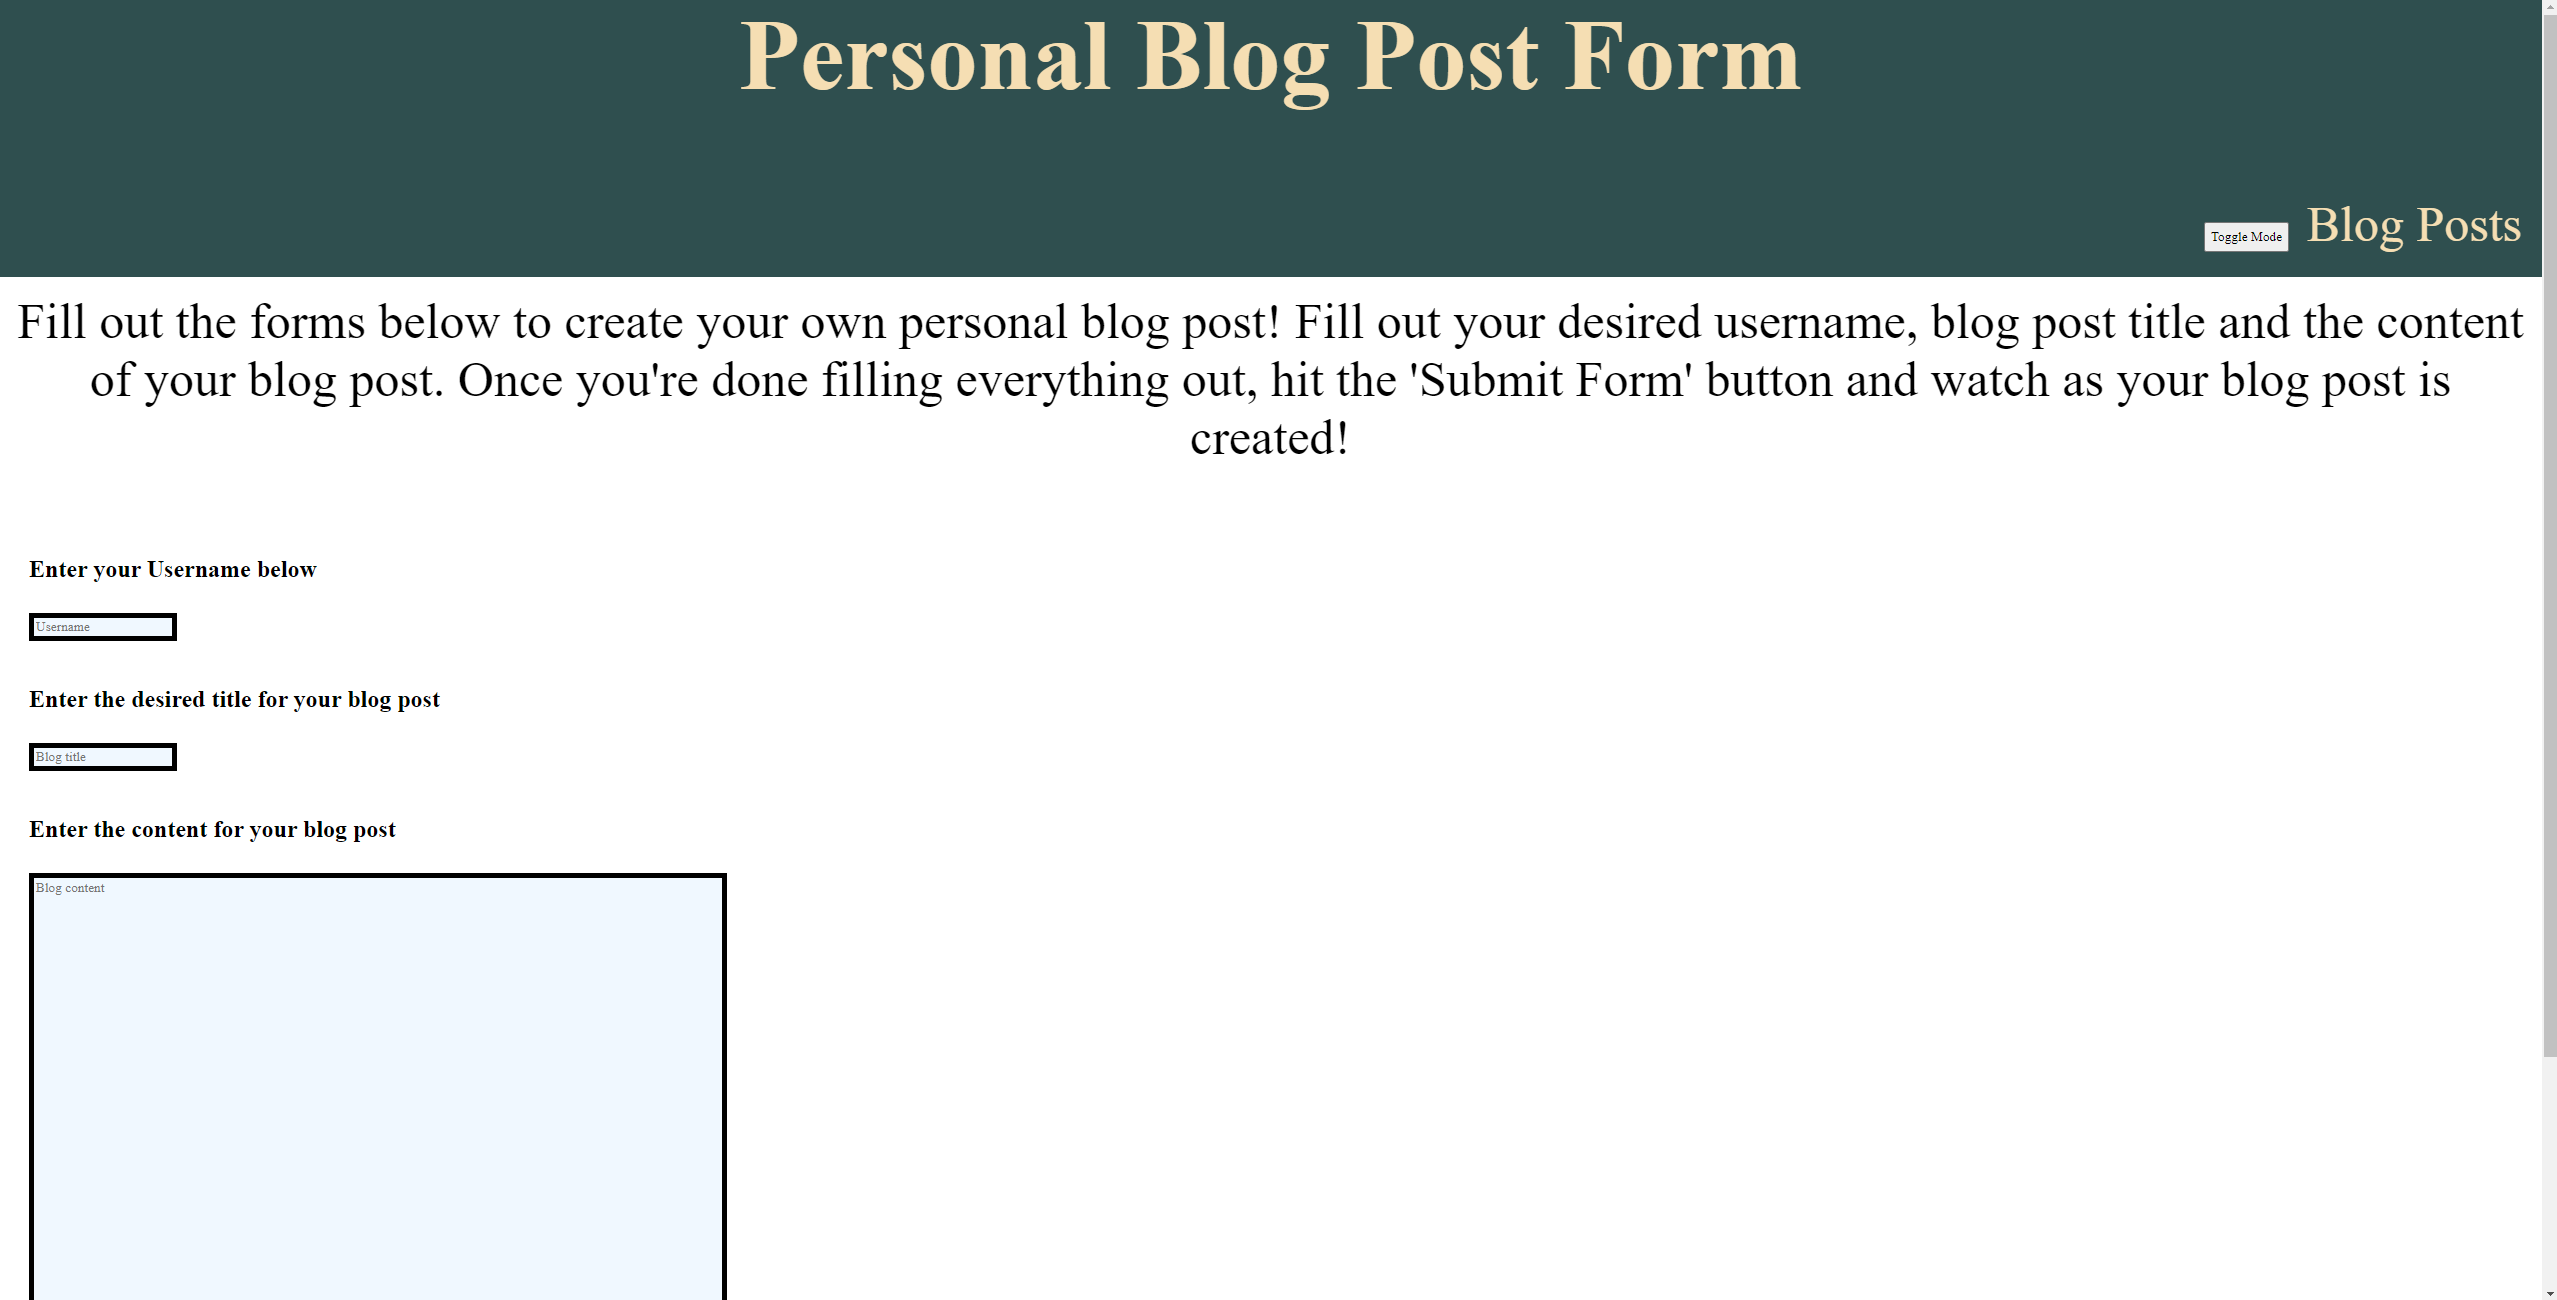 Personal Blog Post Form
Toggle Mode Blog Posts
Fill out the forms below to create your own personal blog post! Fill out your desired username, blog post title and the content
of your blog post. Once you're done filling everything out, hit the 'Submit Form' button and watch as your blog post is
created!
Enter your Username below
Username
Enter the desired title for your blog post
Blog title
Enter the content for your blog post
Blog content